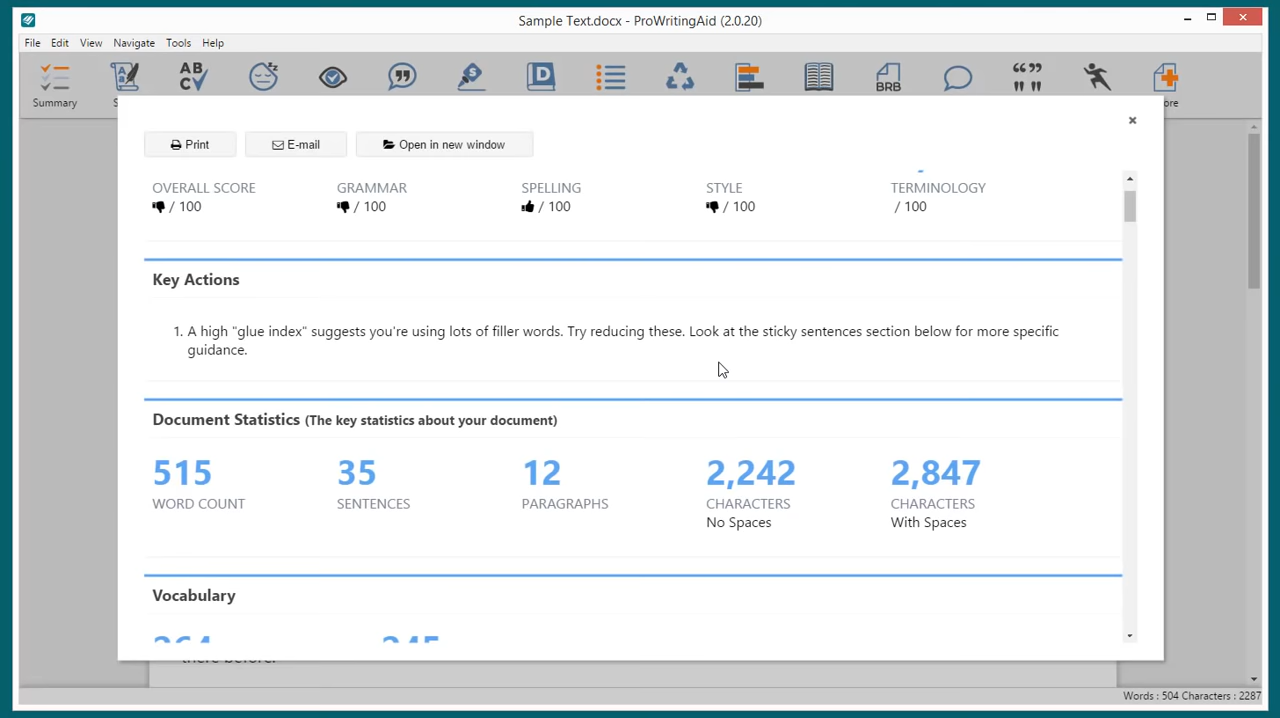 Sample Text.docx - ProWritingAid (2.0.20)
File Edit View Navigate Tools Help
ABC
D
BRB
Summary
Print E-mail Open in new window
OVERALL SCORE GRAMMAR SPELLING STYLE TERMINOLOGY
/ 100 / 100 / 100 / 100 / 100
Key Actions
1. A high "glue index" suggests you're using lots of filler words. Try reducing these. Look at the sticky sentences section below for more specific
guidance.
Document Statistics (The key statistics about your document)
515 35 12 2,242 2,847
WORD COUNT SENTENCES PARAGRAPHS CHARACTERS CHARACTERS
No Spaces With Spaces
Vocabulary
there before.
Words : 504 Characters : 2287